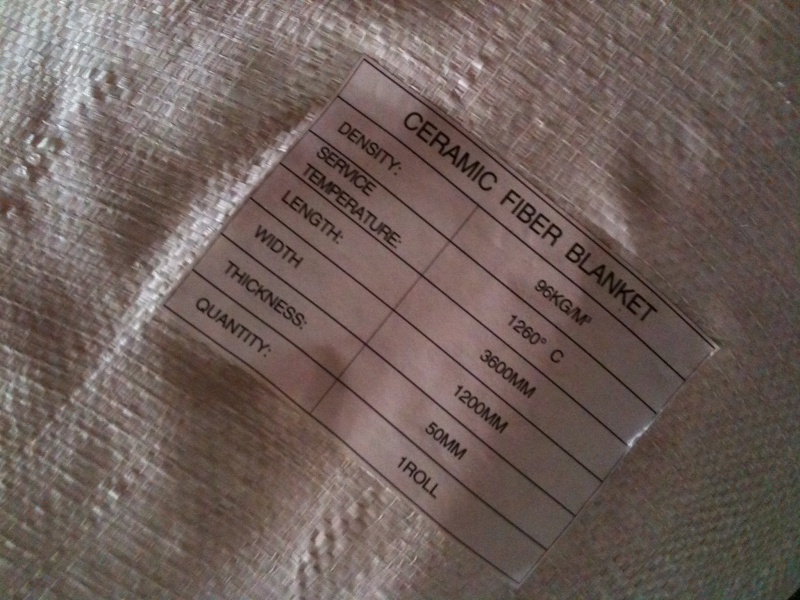 CERAMIC FIBER BLANKET
DENSITY: 96KG/M³
SERVICE
TEMPERATURE: 1260° C
LENGTH: 3600MM
WIDTH 1200MM
THICKNESS: 50MM
QUANTITY: 1ROLL